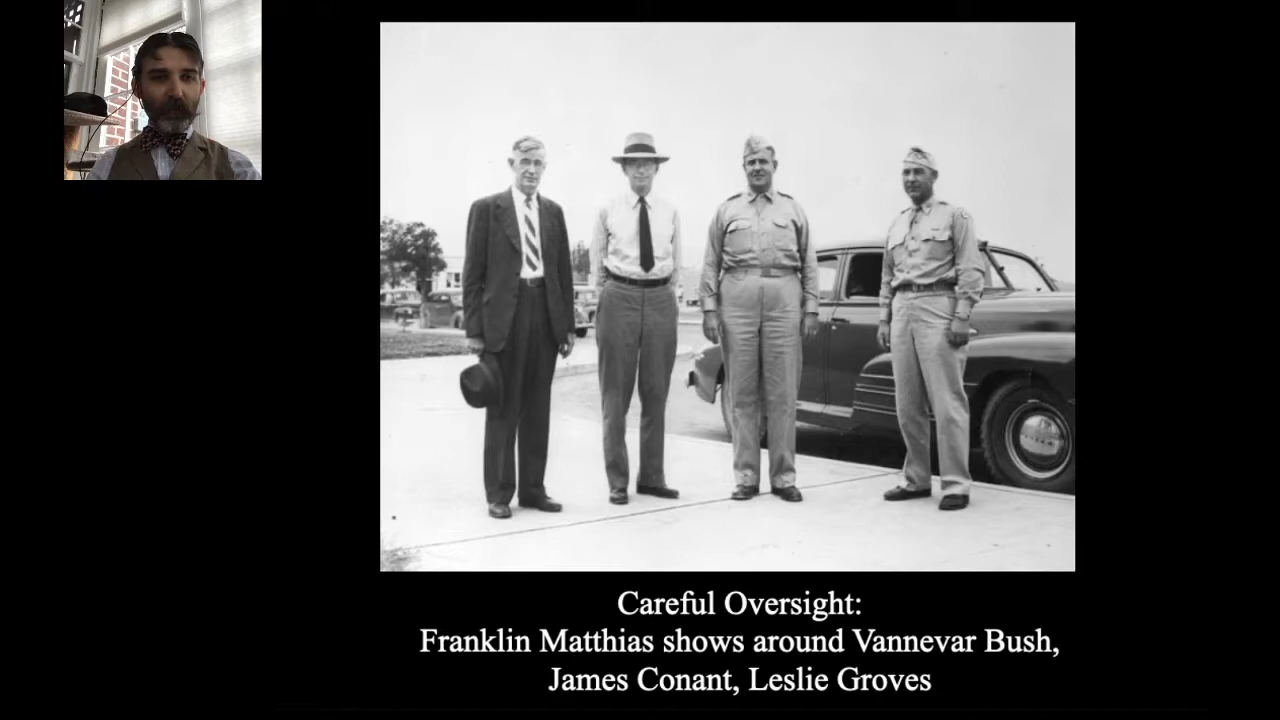 Careful Oversight:
Franklin Matthias shows around Vannevar Bush,
James Conant, Leslie Groves